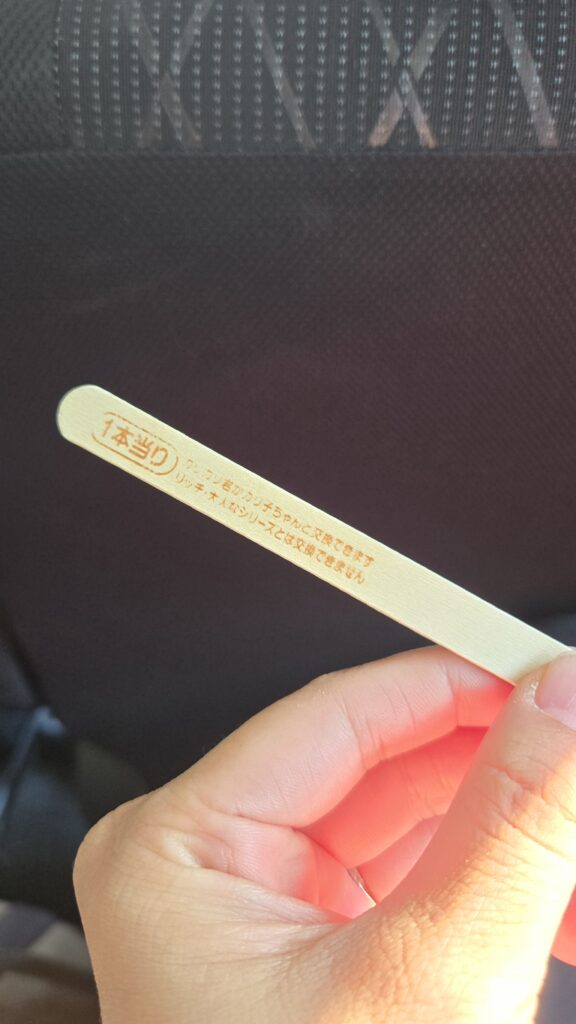 1本当り
ガリガリ君かガリ子ちゃんと交換できます
リッチ・大人なシリーズとは交換できません